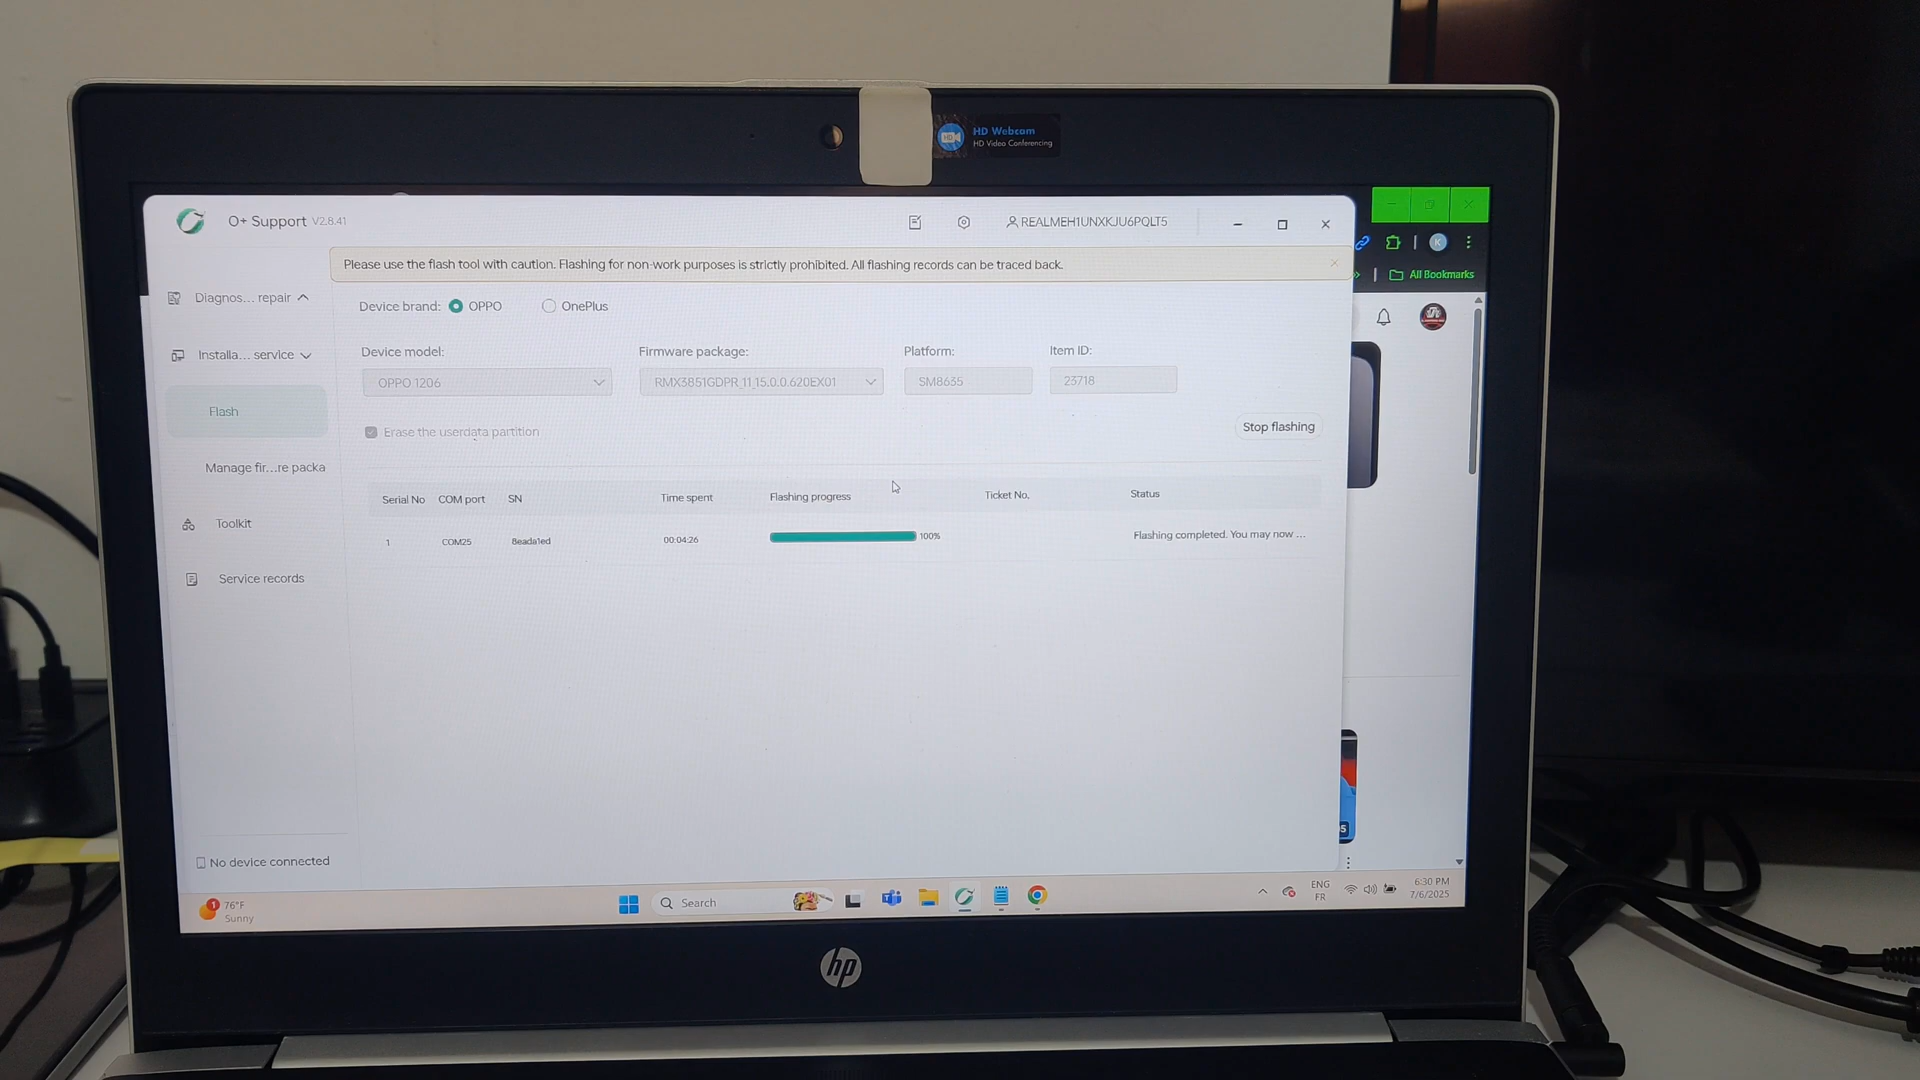 HD Webcam
HD Video Conferencing
O+ Support V2.8.41
REALMEH1UNXKJU6PQLT5
Please use the flash tool with caution. Flashing for non-work purposes is strictly prohibited. All flashing records can be traced back.
K
All Bookmarks
Diagnos... repair
Device brand: OPPO OnePlus
Installa... service
Device model: Firmware package: Platform: Item ID:
OPPO 1206 RMX3851GDPR_11_15.0.0.620EX01 SM8635 23718
Flash
Erase the userdata partition
Stop flashing
Manage fir...re packa
Serial No COM port SN Time spent Flashing progress Ticket No. Status
Toolkit
1 COM25 8eada1ed 00:04:26 100% Flashing completed. You may now ...
Service records
No device connected
1
76°F
Sunny
Search
ENG
FR
6:30 PM
7/6/2025
hp